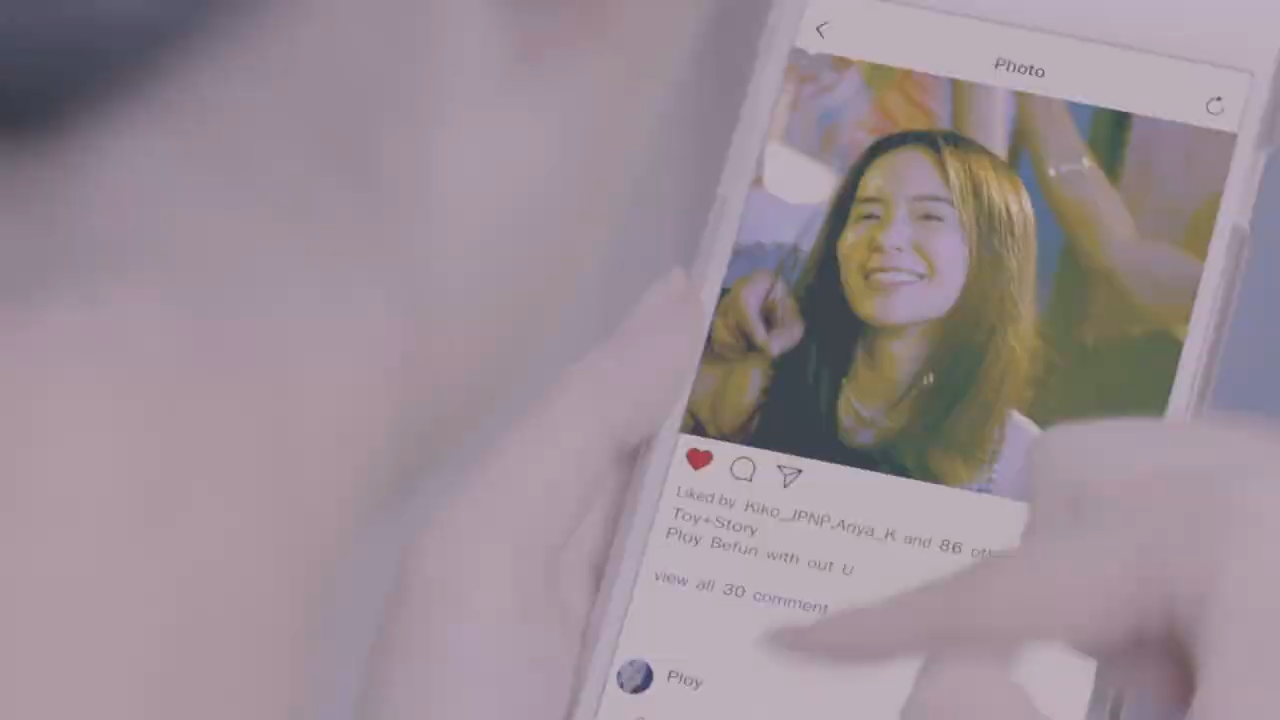 Photo
Liked by Kiko_JPNP,Anya_K and 86
Toy+Story
Ploy Befun with out U
view all 30 comment
Ploy